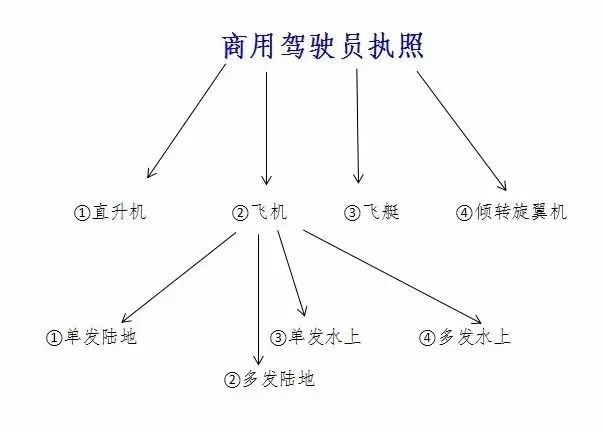 商用驾驶员执照
①直升机 ②飞机 ③飞艇 ④倾转旋翼机
①单发陆地 ③单发水上 ④多发水上
②多发陆地